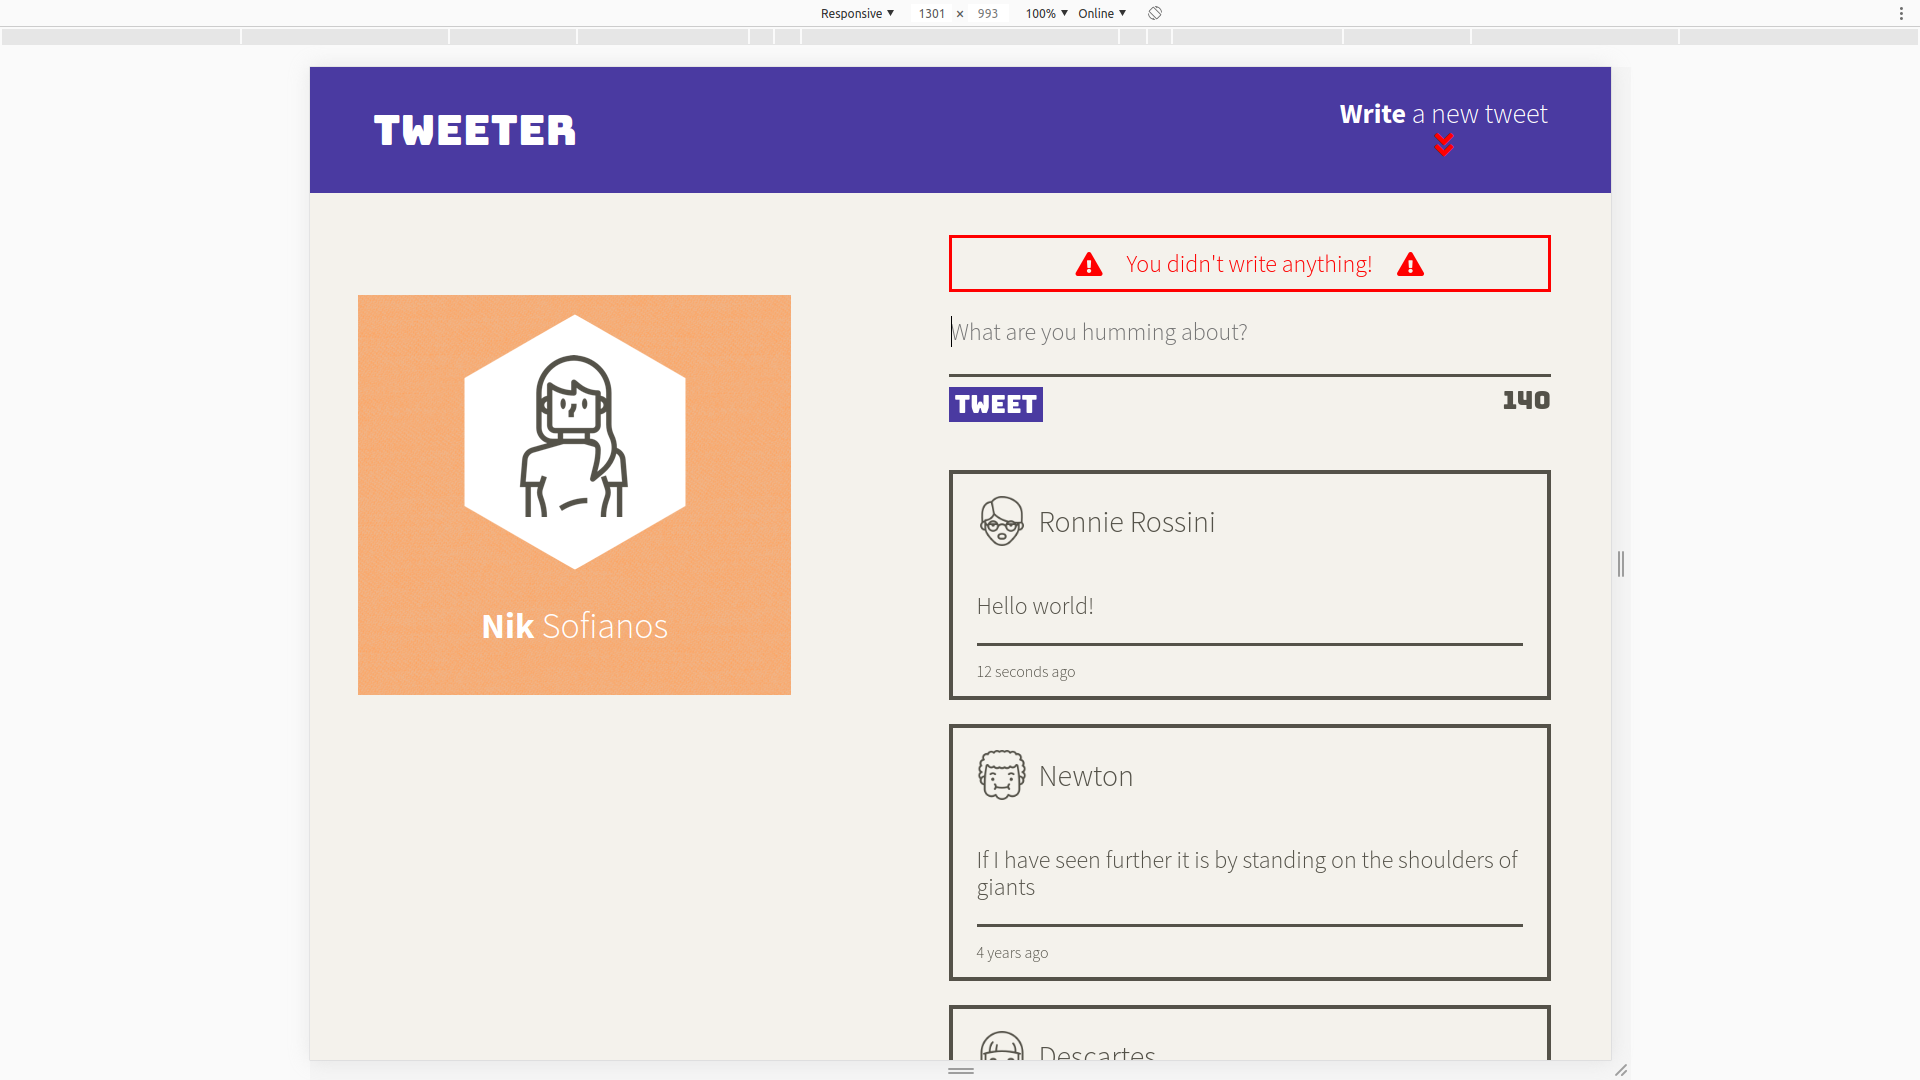 Responsive ▼ 1301 × 993 100% ▼ Online ▼
TWEETER
Write a new tweet
You didn't write anything!
What are you humming about?
TWEET
140
Nik Sofianos
Ronnie Rossini
Hello world!
12 seconds ago
Newton
If I have seen further it is by standing on the shoulders of
giants
4 years ago
Descartes